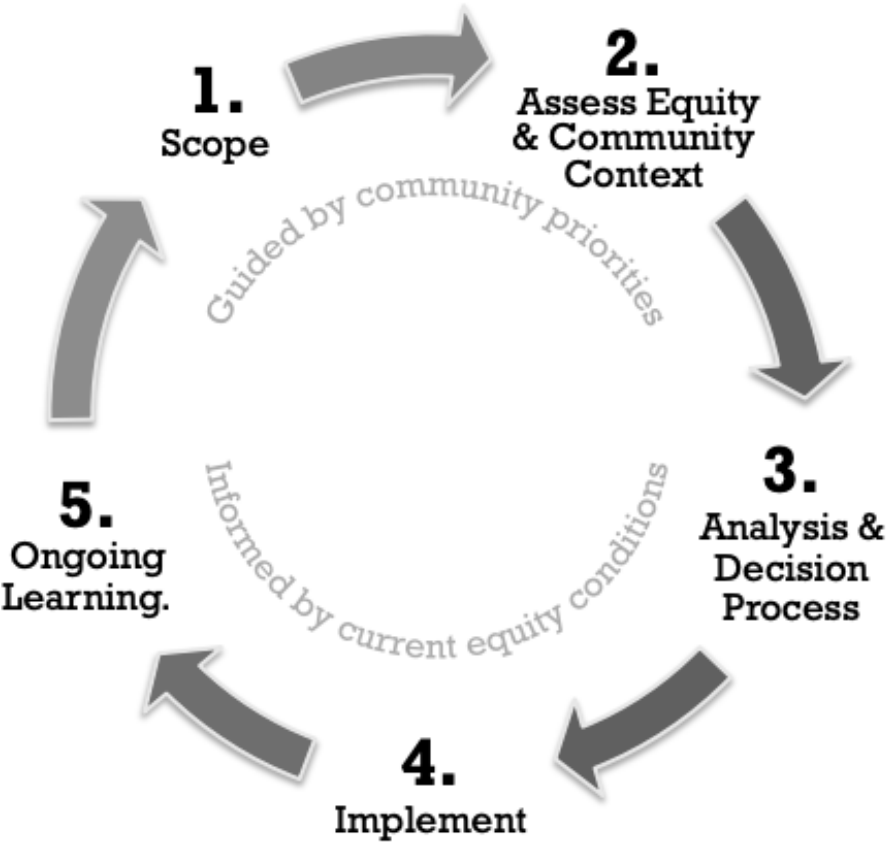 1.
Scope
2.
Assess Equity
& Community
Context
Guided by community priorities
3.
Analysis &
Decision
Process
4.
Implement
5.
Ongoing
Learning.
Informed by current equity conditions